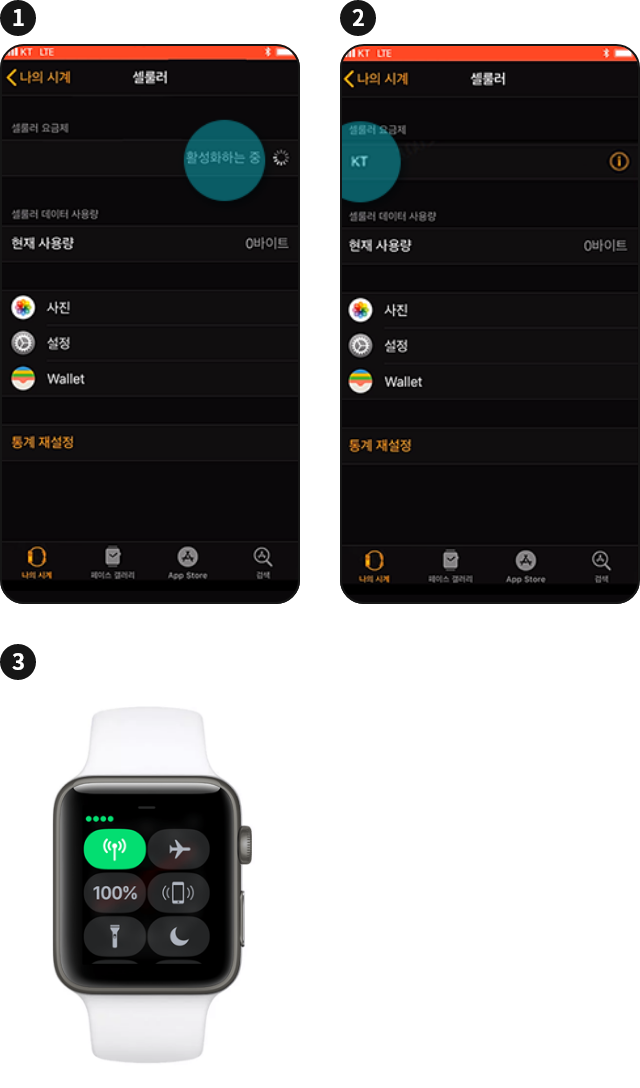 1
KT LTE
나의 시계
셀룰러
셀룰러 요금제
활성화하는 중
셀룰러 데이터 사용량
현재 사용량
0바이트
사진
설정
Wallet
통계 재설정
나의 시계
페이스 갤러리
App Store
검색
2
KT LTE
나의 시계
셀룰러
셀룰러 요금제
KT
셀룰러 데이터 사용량
현재 사용량
0바이트
사진
설정
Wallet
통계 재설정
나의 시계
페이스 갤러리
App Store
검색
3
100%